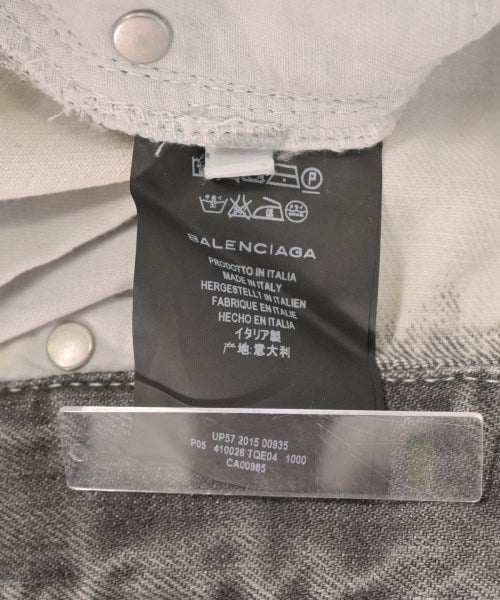 P
BALENCIAGA
PRODOTTO IN ITALIA
MADE IN ITALY
HERGESTELLT IN ITALIEN
FABRIQUE EN ITALIE
HECHO EN ITALIA
イタリア製
产地:意大利
UP57 2015 00935
P05 410028 TQE04 1000
CA00985